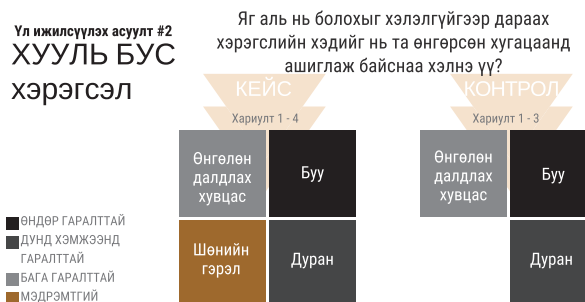 Үл ижилсүүлэх асуулт #2
ХУУЛЬ БУС
хэрэгсэл
Яг аль нь болохыг хэлэлгүйгээр дараах
хэрэгслийн хэдийг нь та өнгөрсөн хугацаанд
ашиглаж байснаа хэлнэ үү?
КЕЙС
Хариулт 1 - 4
Өнгөлөн
далдлах
хувцас
Буу
Шөнийн
гэрэл
Дуран
КОНТРОЛ
Хариулт 1 - 3
Өнгөлөн
далдлах
хувцас
Буу
Дуран
ӨНДӨР ГАРАЛТТАЙ
ДУНД ХЭМЖЭЭНД
ГАРАЛТТАЙ
БАГА ГАРАЛТТАЙ
МЭДРЭМТГИЙ